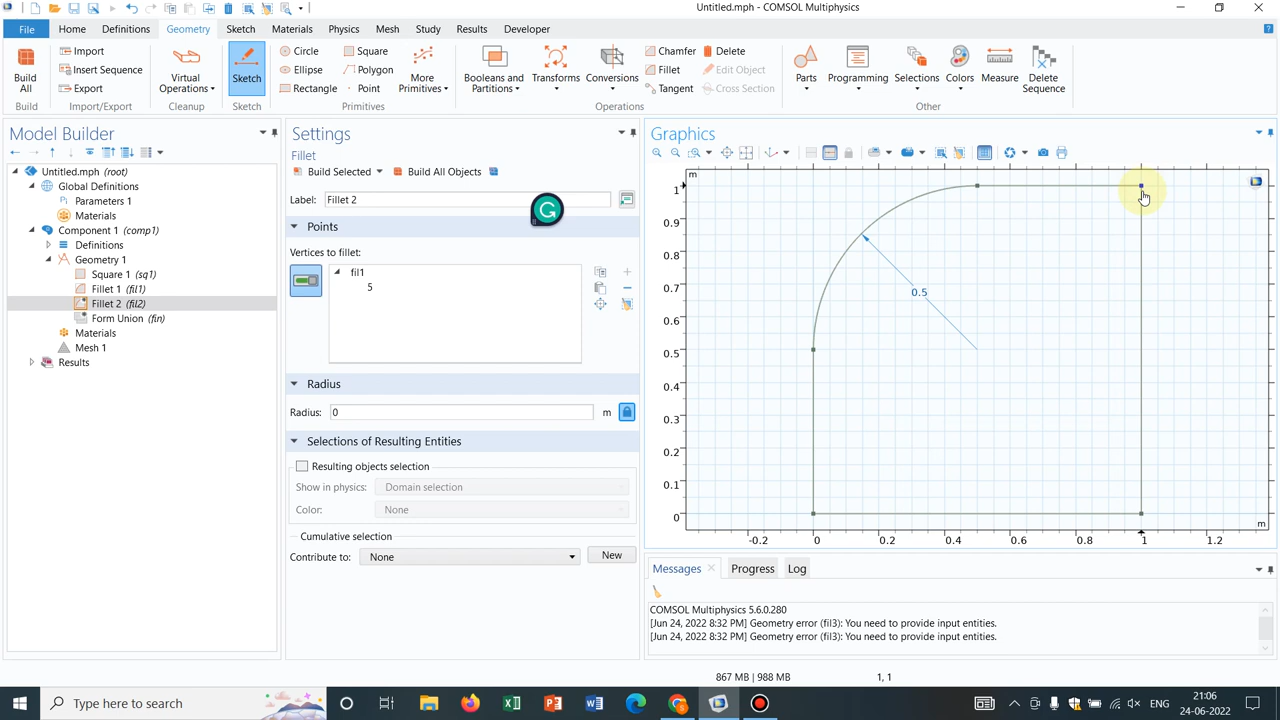 Untitled.mph - COMSOL Multiphysics
File Home Definitions Geometry Sketch Materials Physics Mesh Study Results Developer
Import Circle Square Chamfer Delete
Insert Sequence Ellipse Polygon Fillet Edit Object
Export Rectangle Point Tangent Cross Section
Build All Virtual Operations Sketch More Primitives Booleans and Partitions Transforms Conversions Parts Programming Selections Colors Measure Delete Sequence
Build Import/Export Cleanup Sketch Primitives Operations Other
Model Builder
Untitled.mph (root)
Global Definitions
Parameters 1
Materials
Component 1 (comp1)
Definitions
Geometry 1
Square 1 (sq1)
Fillet 1 (fil1)
Fillet 2 (fil2)
Form Union (fin)
Materials
Mesh 1
Results
Settings
Fillet
Build Selected Build All Objects
Label: Fillet 2
Points
Vertices to fillet:
fil1
5
Radius
Radius: 0 m
Selections of Resulting Entities
Resulting objects selection
Show in physics: Domain selection
Color: None
Cumulative selection
Contribute to: None New
Graphics
m
1
0.9
0.8
0.7
0.6
0.5
0.4
0.3
0.2
0.1
0
0.5
m
-0.2 0 0.2 0.4 0.6 0.8 1 1.2
Messages Progress Log
COMSOL Multiphysics 5.6.0.280
[Jun 24, 2022 8:32 PM] Geometry error (fil3): You need to provide input entities.
[Jun 24, 2022 8:32 PM] Geometry error (fil3): You need to provide input entities.
867 MB | 988 MB 1, 1
Type here to search
ENG
21:06
24-06-2022